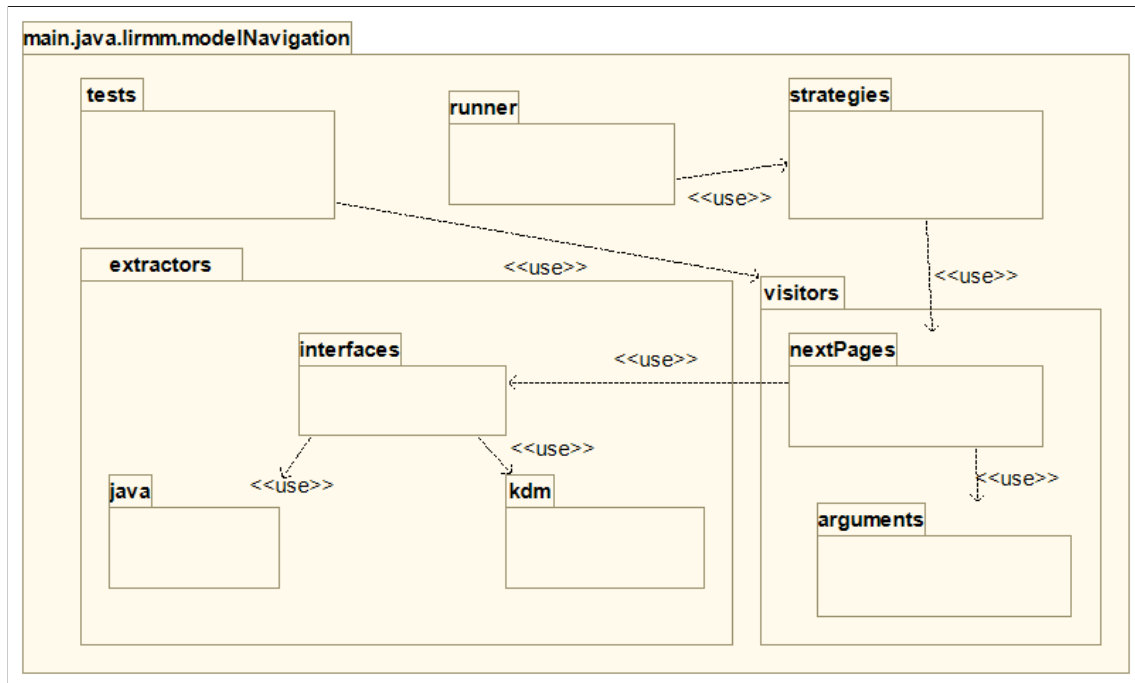 main.java.lirmm.modelNavigation
tests
runner
strategies
<<use>>
extractors
<<use>>
<<use>>
visitors
interfaces
<<use>>
nextPages
<<use>>
java
<<use>>
kdm
<<use>>
arguments